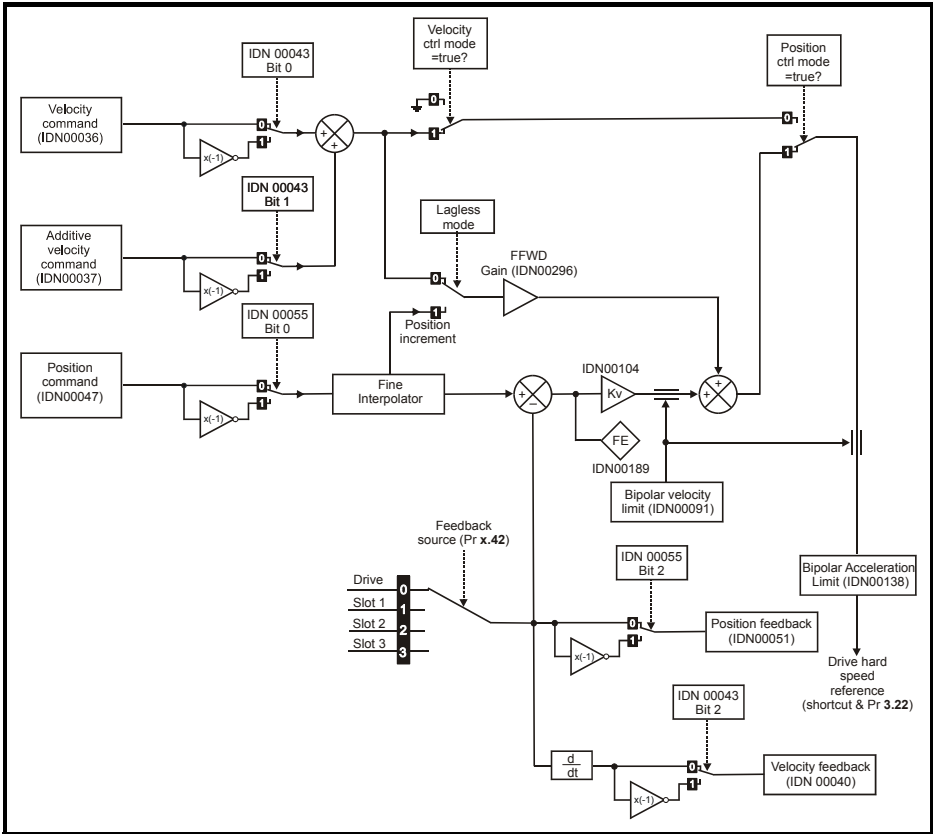 Velocity
ctrl mode
=true?
Position
ctrl mode
=true?
IDN 00043
Bit 0
Velocity
command
(IDN00036)
0
1
x(-1)
+
+
0
1
0
1
IDN 00043
Bit 1
Additive
velocity
command
(IDN00037)
0
1
x(-1)
Lagless
mode
FFWD
Gain (IDN00296)
0
1
Position
increment
IDN 00055
Bit 0
Position
command
(IDN00047)
0
1
x(-1)
Fine
Interpolator
+
−
IDN00104
Kv
+
+
FE
IDN00189
Bipolar velocity
limit (IDN00091)
Feedback
source (Pr x.42)
Drive
Slot 1
Slot 2
Slot 3
0
1
2
3
IDN 00055
Bit 2
0
1
x(-1)
Position feedback
(IDN00051)
Bipolar Acceleration
Limit (IDN00138)
Drive hard
speed
reference
(shortcut & Pr 3.22)
IDN 00043
Bit 2
d
dt
0
1
x(-1)
Velocity feedback
(IDN 00040)